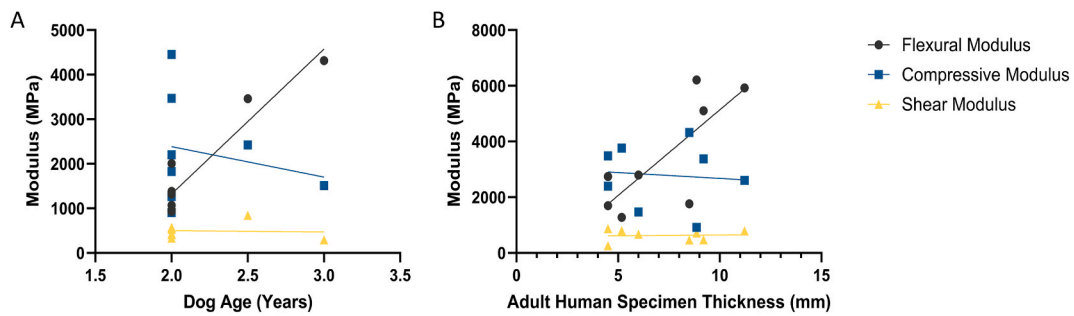 A
5000
4000
3000
2000
1000
0
Modulus (MPa)
1.5 2.0 2.5 3.0 3.5
Dog Age (Years)
B
8000
6000
4000
2000
0
Modulus (MPa)
0 5 10 15
Adult Human Specimen Thickness (mm)
Flexural Modulus
Compressive Modulus
Shear Modulus